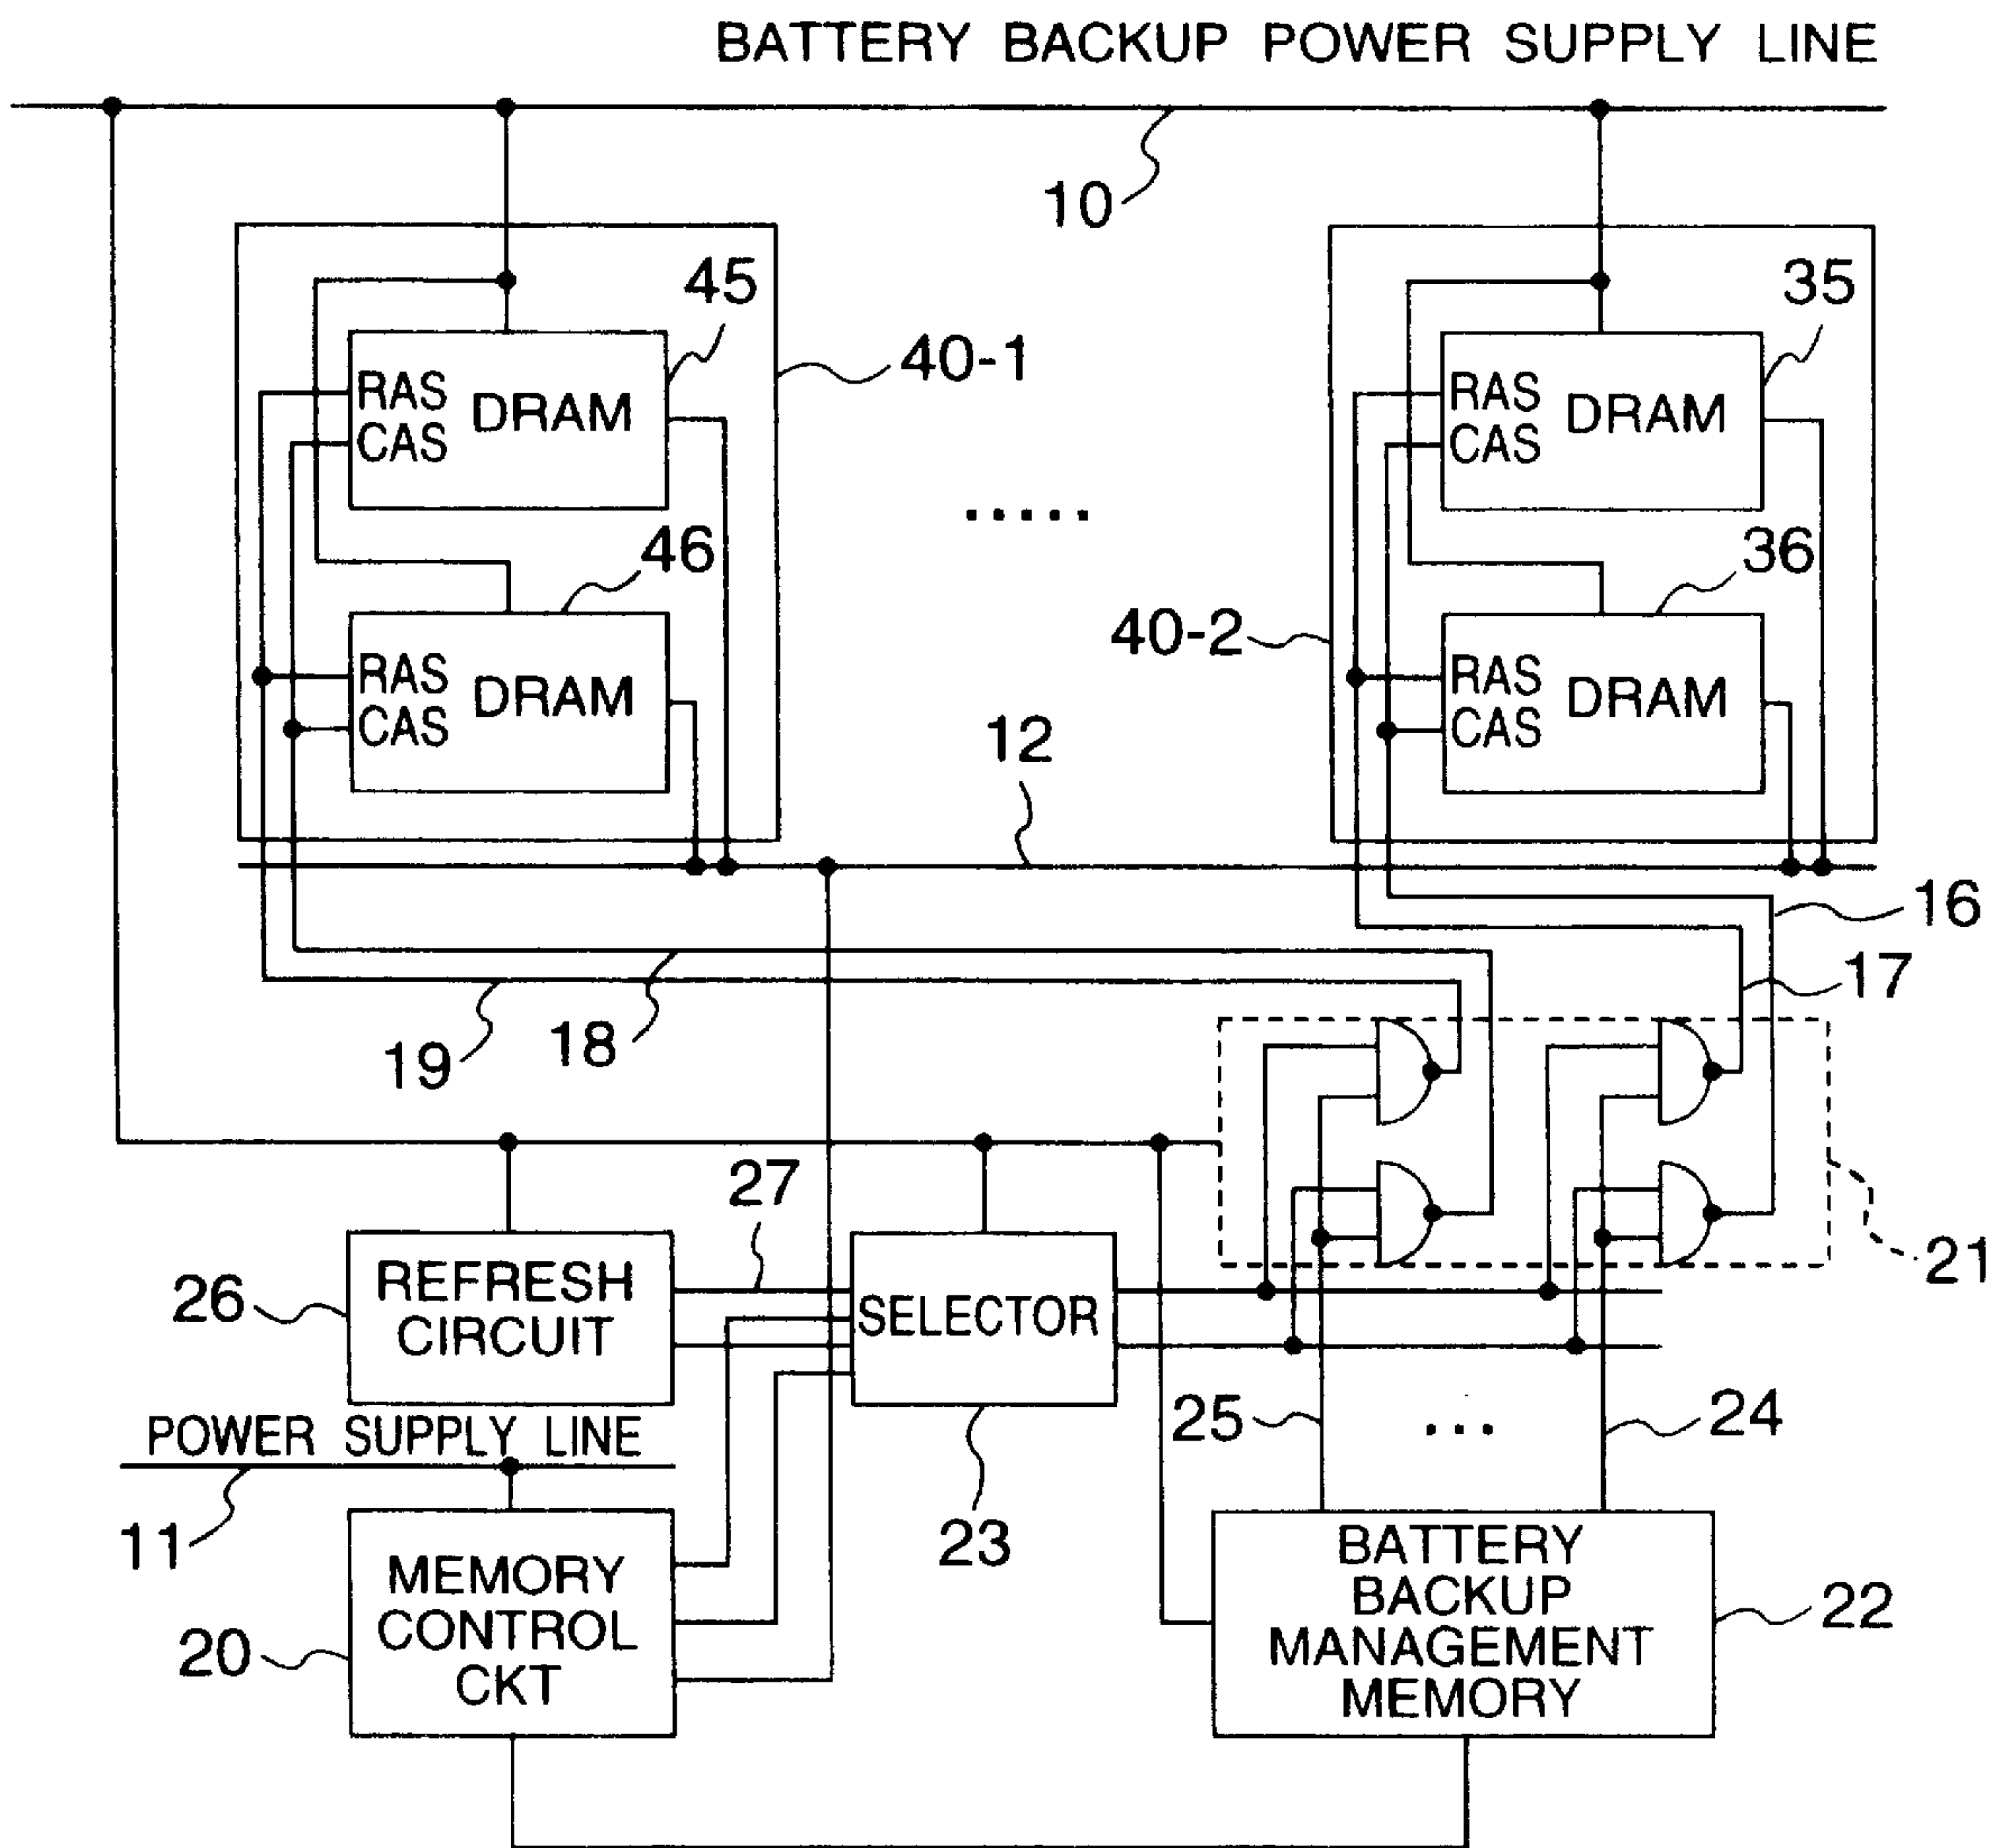 BATTERY BACKUP POWER SUPPLY LINE
10
45
35
40-1
RAS
CAS
DRAM
RAS
CAS
DRAM
.....
46
36
40-2
RAS
CAS
DRAM
RAS
CAS
DRAM
12
16
17
18
19
27
21
26
REFRESH
CIRCUIT
SELECTOR
POWER SUPPLY LINE
25
...
24
11
23
20
MEMORY
CONTROL
CKT
BATTERY
BACKUP
MANAGEMENT
MEMORY
22